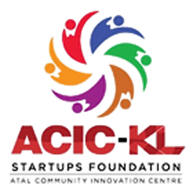 ACIC-KL
STARTUPS FOUNDATION
ATAL COMMUNITY INNOVATION CENTRE